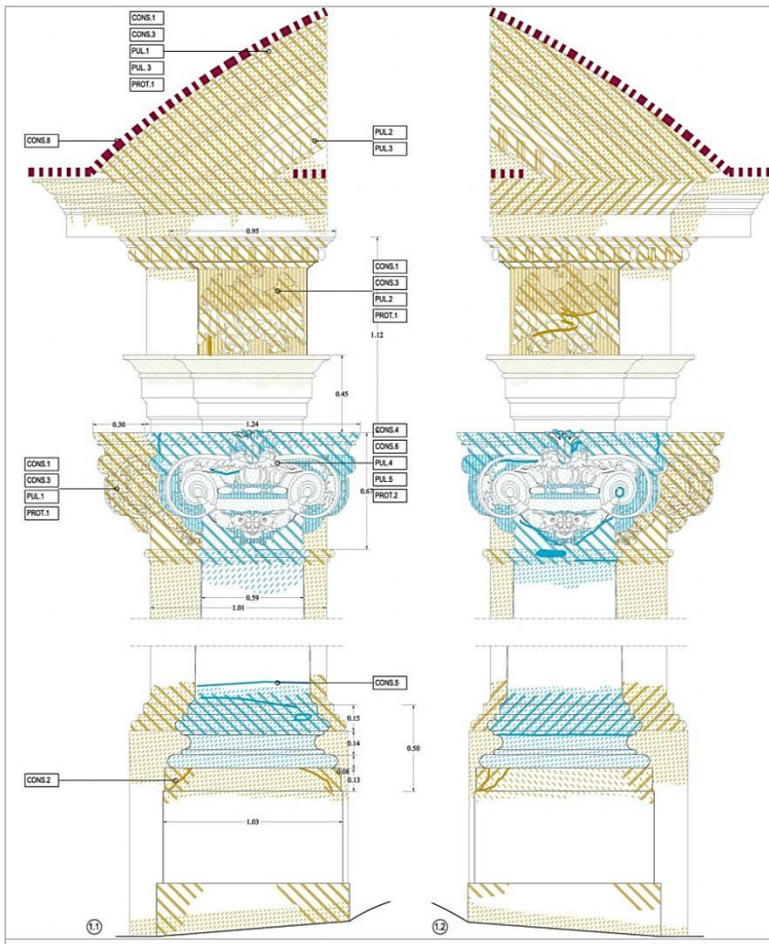 CONS.1
CONS.3
PUL.1
PUL. 3
PROT.1
CONS.8
PUL.2
PUL.3
0.95
CONS.1
CONS.3
PUL.2
PROT.1
1.12
0.45
0.30
1.24
CONS.4
CONS.6
PUL.4
PUL.5
PROT.2
0.67
CONS.1
CONS.3
PUL.1
PROT.1
0.59
1.01
CONS.5
0.15
0.14
0.50
0.08
0.13
CONS.2
1.03
1.1
1.2